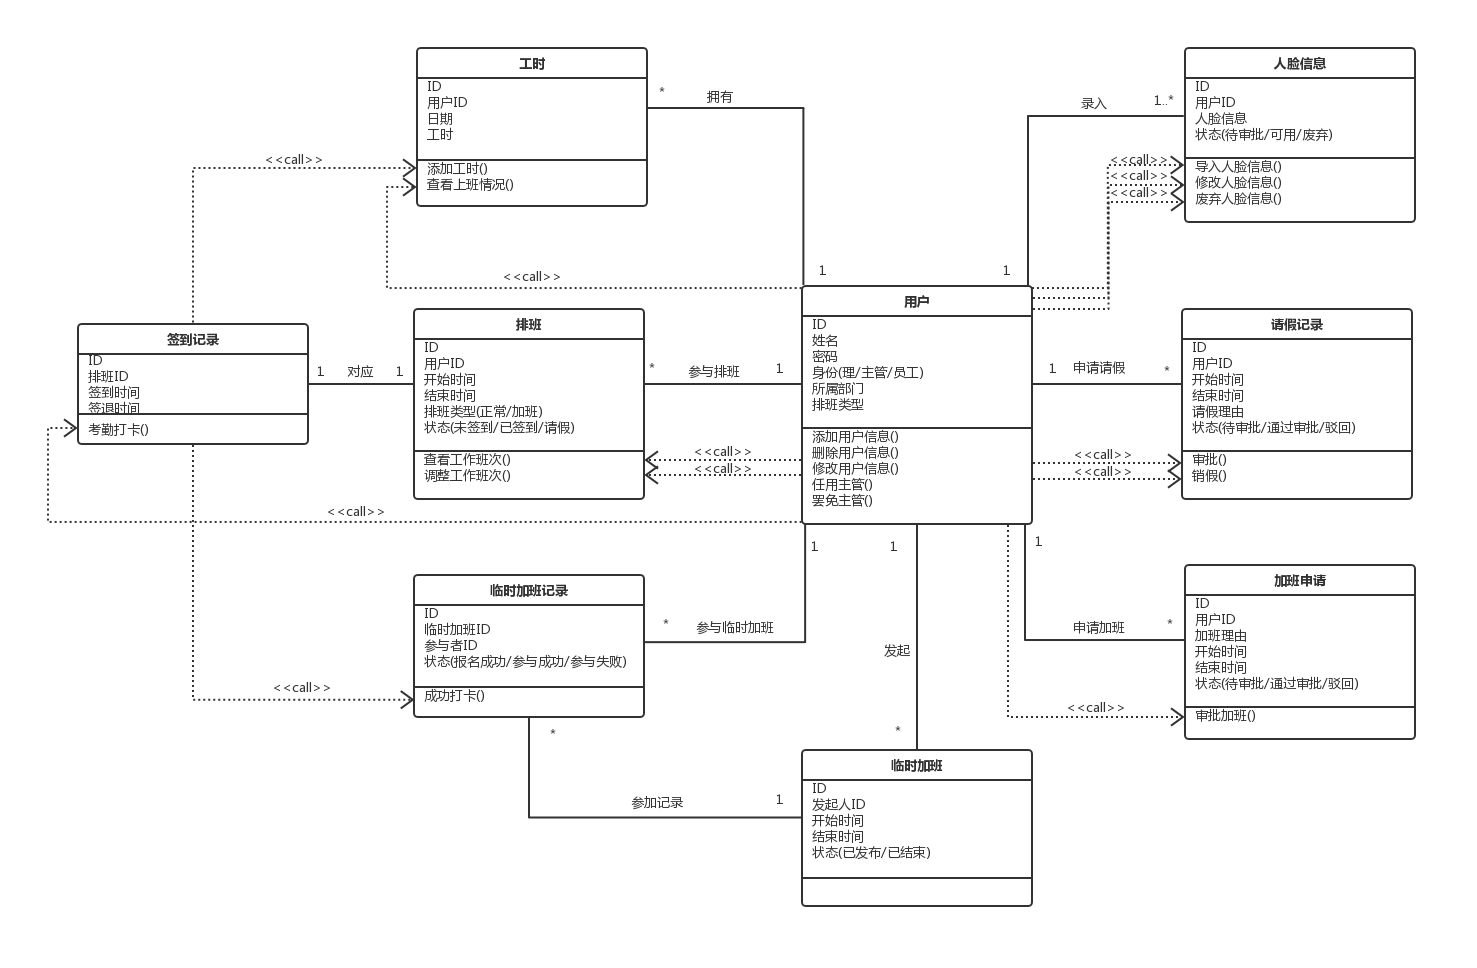 工时
ID
用户ID
日期
工时
添加工时()
查看上班情况()
*
拥有
1
人脸信息
ID
用户ID
人脸信息
状态(待审批/可用/废弃)
导入人脸信息()
修改人脸信息()
废弃人脸信息()
录入
1..*
1
<<call>>
<<call>>
<<call>>
<<call>>
<<call>>
签到记录
ID
排班ID
签到时间
签退时间
考勤打卡()
1
对应
1
排班
ID
用户ID
开始时间
结束时间
排班类型(正常/加班)
状态(未签到/已签到/请假)
查看工作班次()
调整工作班次()
*
参与排班
1
<<call>>
<<call>>
用户
ID
姓名
密码
身份(理/主管/员工)
所属部门
排班类型
添加用户信息()
删除用户信息()
修改用户信息()
任用主管()
罢免主管()
1
申请请假
*
<<call>>
<<call>>
请假记录
ID
用户ID
开始时间
结束时间
请假理由
状态(待审批/通过审批/驳回)
审批()
销假()
<<call>>
临时加班记录
ID
临时加班ID
参与者ID
状态(报名成功/参与成功/参与失败)
成功打卡()
<<call>>
*
参与临时加班
1
1
发起
*
1
申请加班
*
<<call>>
加班申请
ID
用户ID
加班理由
开始时间
结束时间
状态(待审批/通过审批/驳回)
审批加班()
*
参加记录
1
临时加班
ID
发起人ID
开始时间
结束时间
状态(已发布/已结束)